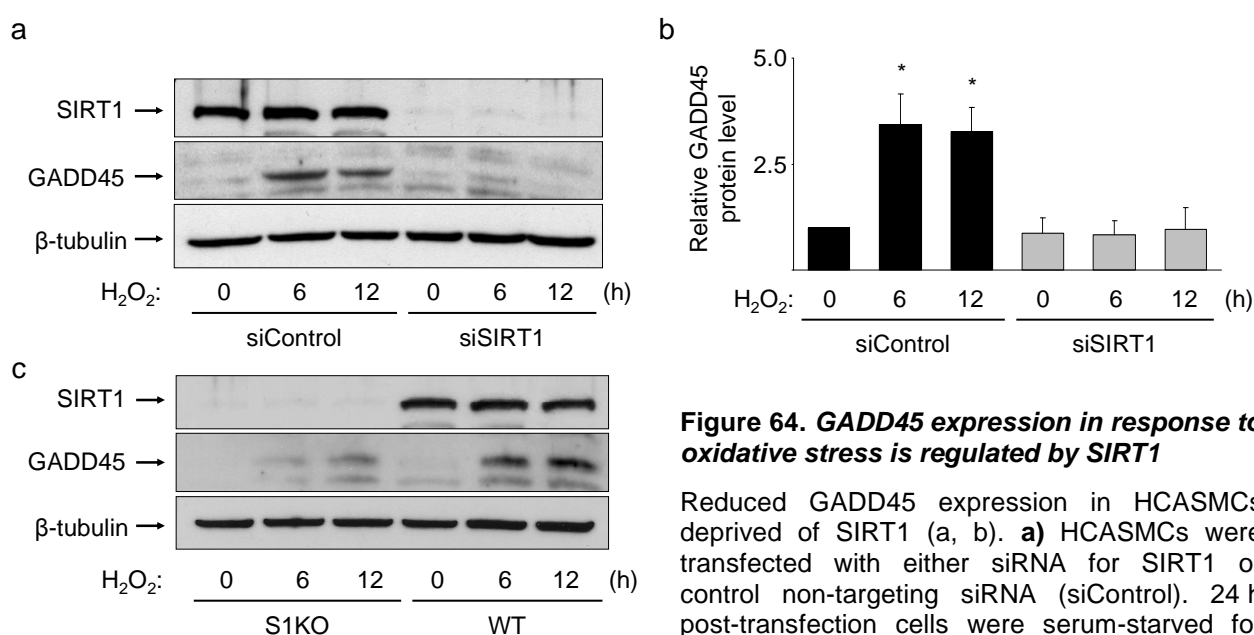 a
SIRT1
GADD45
β-tubulin
H₂O₂: 0 6 12 0 6 12 (h)
siControl siSIRT1
b
Relative GADD45
protein level
5.0
2.5
* *
H₂O₂: 0 6 12 0 6 12 (h)
siControl siSIRT1
c
SIRT1
GADD45
β-tubulin
H₂O₂: 0 6 12 0 6 12 (h)
S1KO WT
Figure 64. GADD45 expression in response to
oxidative stress is regulated by SIRT1
Reduced GADD45 expression in HCASMCs
deprived of SIRT1 (a, b). a) HCASMCs were
transfected with either siRNA for SIRT1 o
control non-targeting siRNA (siControl). 24 h
post-transfection cells were serum-starved fo